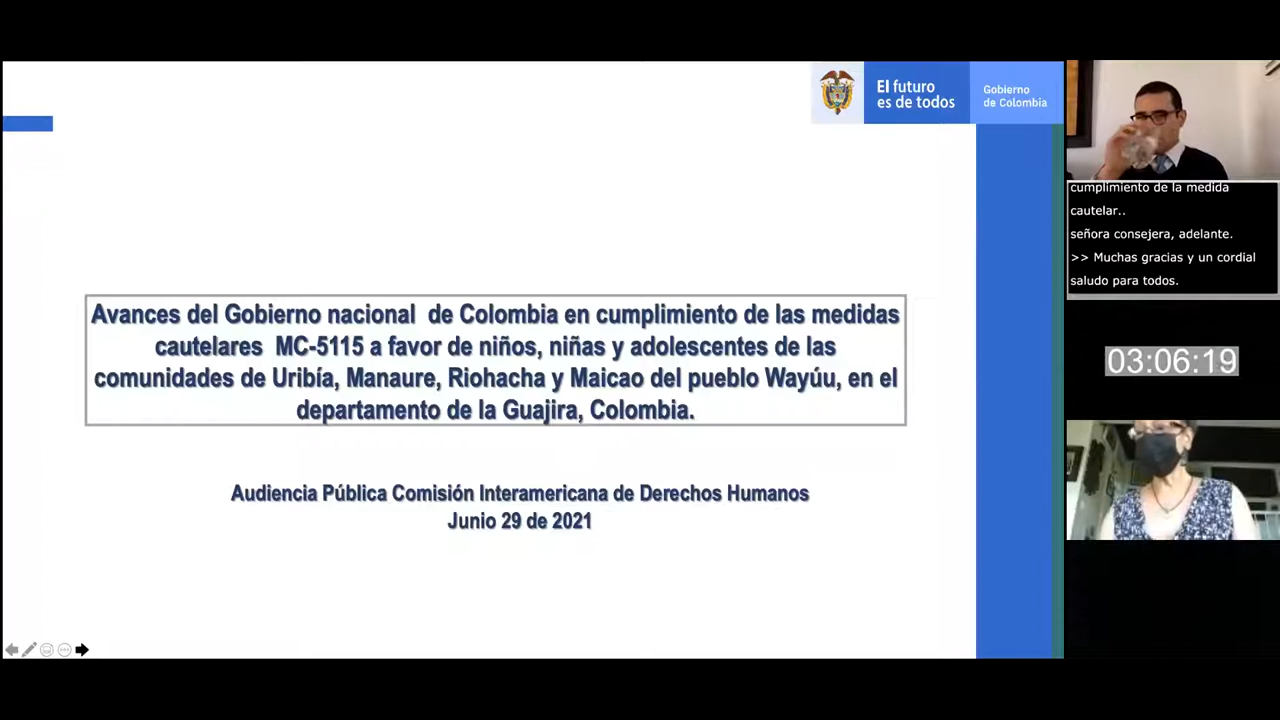 El futuro
es de todos
Gobierno
de Colombia
Avances del Gobierno nacional de Colombia en cumplimiento de las medidas
cautelares MC-5115 a favor de niños, niñas y adolescentes de las
comunidades de Uribía, Manaure, Riohacha y Maicao del pueblo Wayúu, en el
departamento de la Guajira, Colombia.
Audiencia Pública Comisión Interamericana de Derechos Humanos
Junio 29 de 2021
cumplimiento de la medida
cautelar..
señora consejera, adelante.
>> Muchas gracias y un cordial
saludo para todos.
03:06:19